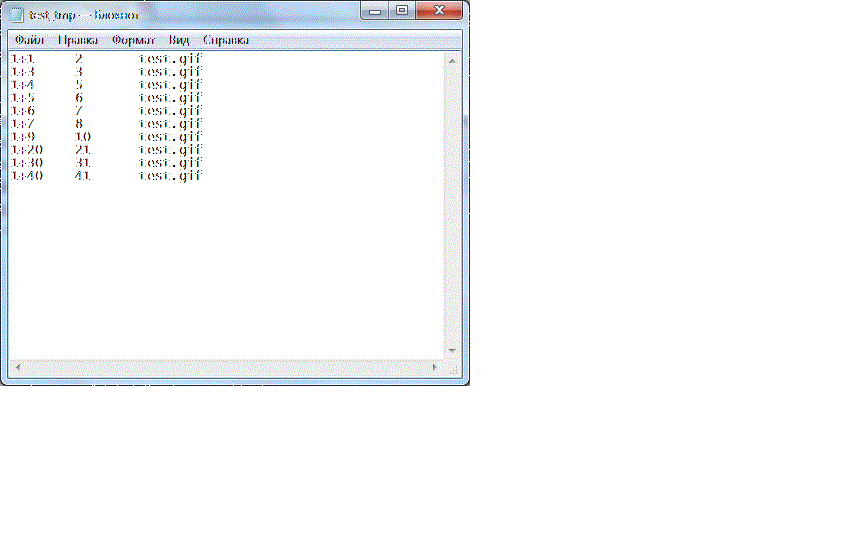 test_tmp — Блокнот
Файл Правка Формат Вид Справка
1+1 2 test.gif
1+3 3 test.gif
1+4 5 test.gif
1+5 6 test.gif
1+6 7 test.gif
1+7 8 test.gif
1+9 10 test.gif
1+20 21 test.gif
1+30 31 test.gif
1+40 41 test.gif